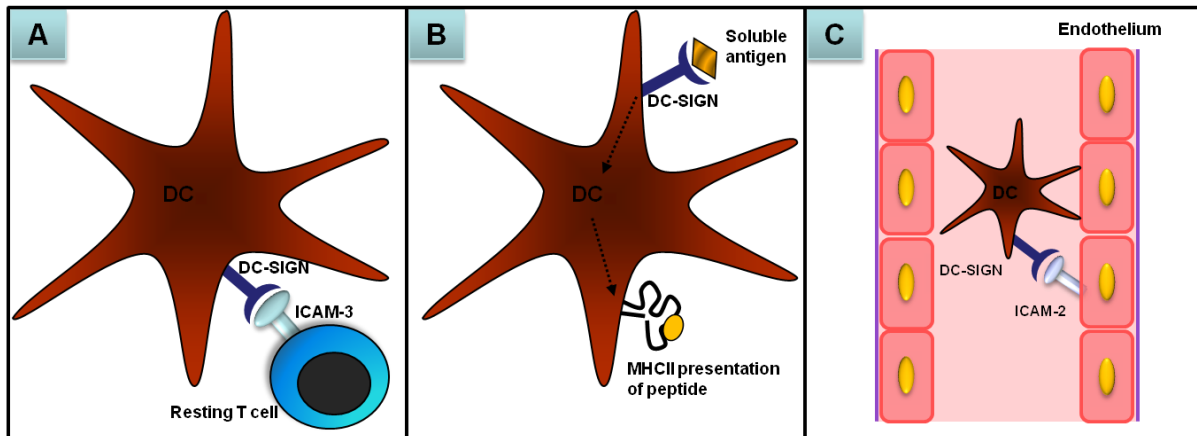 A
DC
DC-SIGN
ICAM-3
Resting T cell
B
Soluble
antigen
DC-SIGN
DC
MHCII presentation
of peptide
C
Endothelium
DC
DC-SIGN
ICAM-2